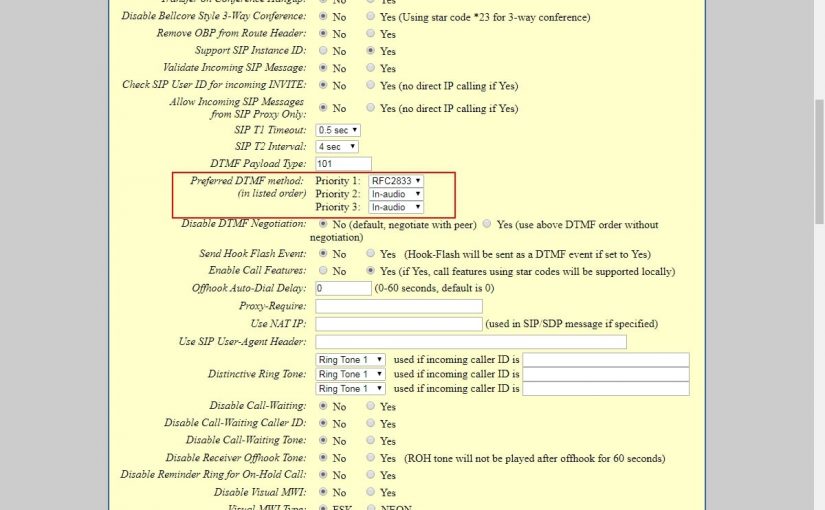 Transfer on Conference Hangup: No Yes
Disable Bellcore Style 3-Way Conference: No Yes (Using star code *23 for 3-way conference)
Remove OBP from Route Header: No Yes
Support SIP Instance ID: No Yes
Validate Incoming SIP Message: No Yes
Check SIP User ID for incoming INVITE: No Yes (no direct IP calling if Yes)
Allow Incoming SIP Messages
from SIP Proxy Only: No Yes (no direct IP calling if Yes)
SIP T1 Timeout: 0.5 sec
SIP T2 Interval: 4 sec
DTMF Payload Type: 101
Preferred DTMF method: Priority 1: RFC2833
(in listed order) Priority 2: In-audio
Priority 3: In-audio
Disable DTMF Negotiation: No (default, negotiate with peer) Yes (use above DTMF order without
negotiation)
Send Hook Flash Event: No Yes (Hook-Flash will be sent as a DTMF event if set to Yes)
Enable Call Features: No Yes (if Yes, call features using star codes will be supported locally)
Offhook Auto-Dial Delay: 0 (0-60 seconds, default is 0)
Proxy-Require:
Use NAT IP: (used in SIP/SDP message if specified)
Use SIP User-Agent Header:
Ring Tone 1 used if incoming caller ID is
Distinctive Ring Tone: Ring Tone 1 used if incoming caller ID is
Ring Tone 1 used if incoming caller ID is
Disable Call-Waiting: No Yes
Disable Call-Waiting Caller ID: No Yes
Disable Call-Waiting Tone: No Yes
Disable Receiver Offhook Tone: No Yes (ROH tone will not be played after offhook for 60 seconds)
Disable Reminder Ring for On-Hold Call: No Yes
Disable Visual MWI: No Yes
Visual MWI Type: FSK NEON